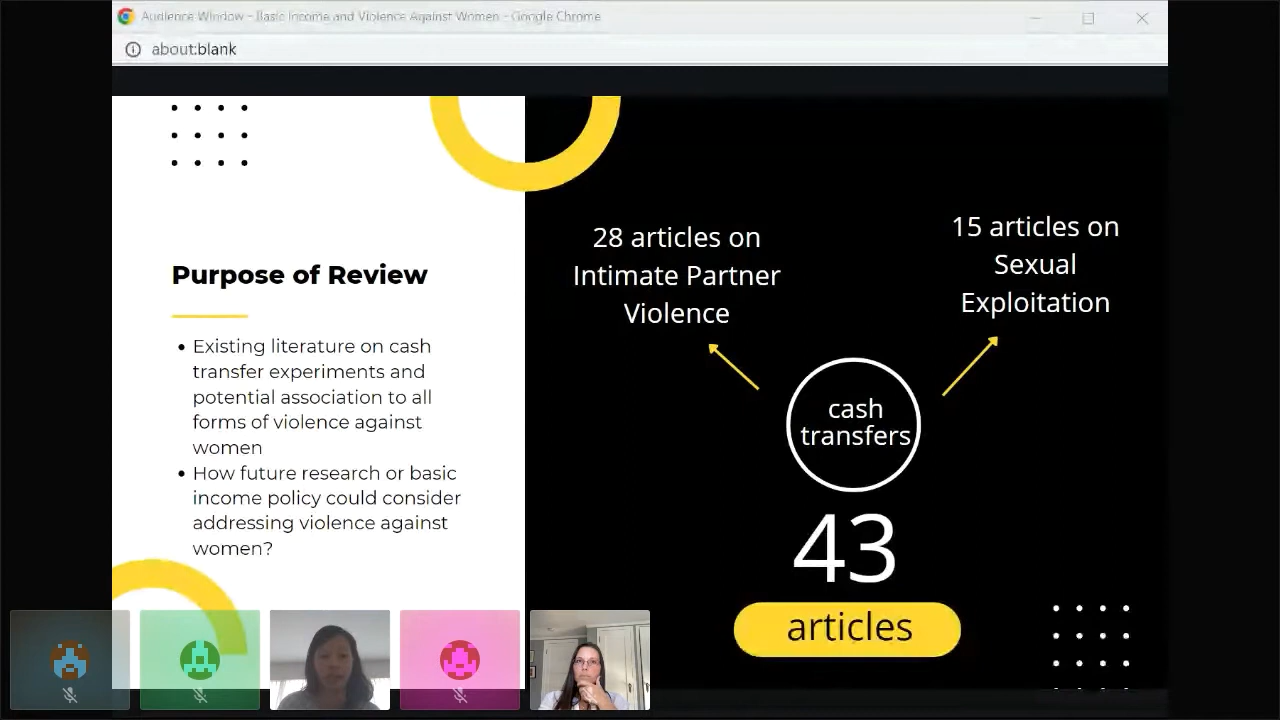 Audience Window - Basic Income and Violence Against Women - Google Chrome
about:blank
Purpose of Review
• Existing literature on cash
transfer experiments and
potential association to all
forms of violence against
women
• How future research or basic
income policy could consider
addressing violence against
women?
28 articles on
Intimate Partner
Violence
15 articles on
Sexual
Exploitation
cash
transfers
43
articles